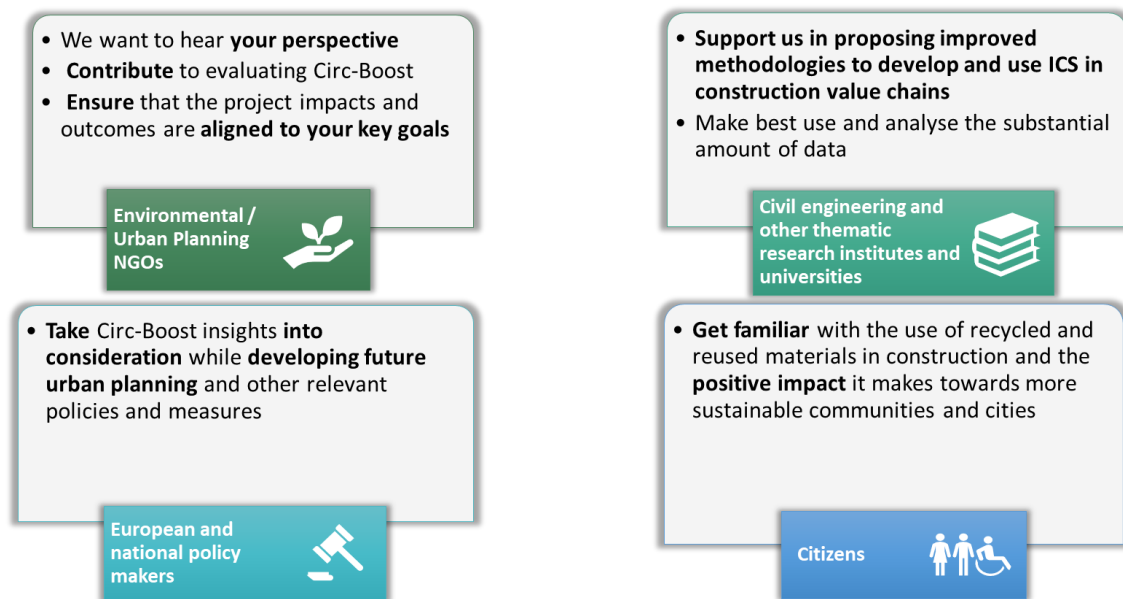 • We want to hear your perspective
• Contribute to evaluating Circ-Boost
• Ensure that the project impacts and
outcomes are aligned to your key goals
Environmental /
Urban Planning
NGOs
• Support us in proposing improved
methodologies to develop and use ICS in
construction value chains
• Make best use and analyse the substantial
amount of data
Civil engineering and
other thematic
research institutes and
universities
• Take Circ-Boost insights into
consideration while developing future
urban planning and other relevant
policies and measures
European and
national policy
makers
• Get familiar with the use of recycled and
reused materials in construction and the
positive impact it makes towards more
sustainable communities and cities
Citizens